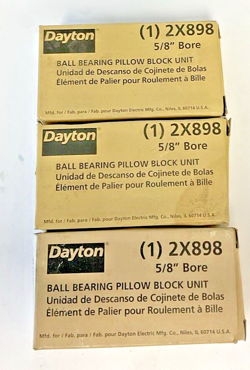 Dayton
(1) 2X898
5/8" Bore
BALL BEARING PILLOW BLOCK UNIT
Unidad de Descanso de Cojinete de Bolas
Élément de Palier pour Roulement à Bille
Mfd. for / Fab. para / Fab. pour Dayton Electric Mfg. Co., Niles, IL 60714 U.S.A.
Dayton
(1) 2X898
5/8" Bore
BALL BEARING PILLOW BLOCK UNIT
Unidad de Descanso de Cojinete de Bolas
Élément de Palier pour Roulement à Bille
Mfd. for / Fab. para / Fab. pour Dayton Electric Mfg. Co., Niles, IL 60714 U.S.A.
Dayton
(1) 2X898
5/8" Bore
BALL BEARING PILLOW BLOCK UNIT
Unidad de Descanso de Cojinete de Bolas
Élément de Palier pour Roulement à Bille
Mfd. for / Fab. para / Fab. pour Dayton Electric Mfg. Co., Niles, IL 60714 U.S.A.